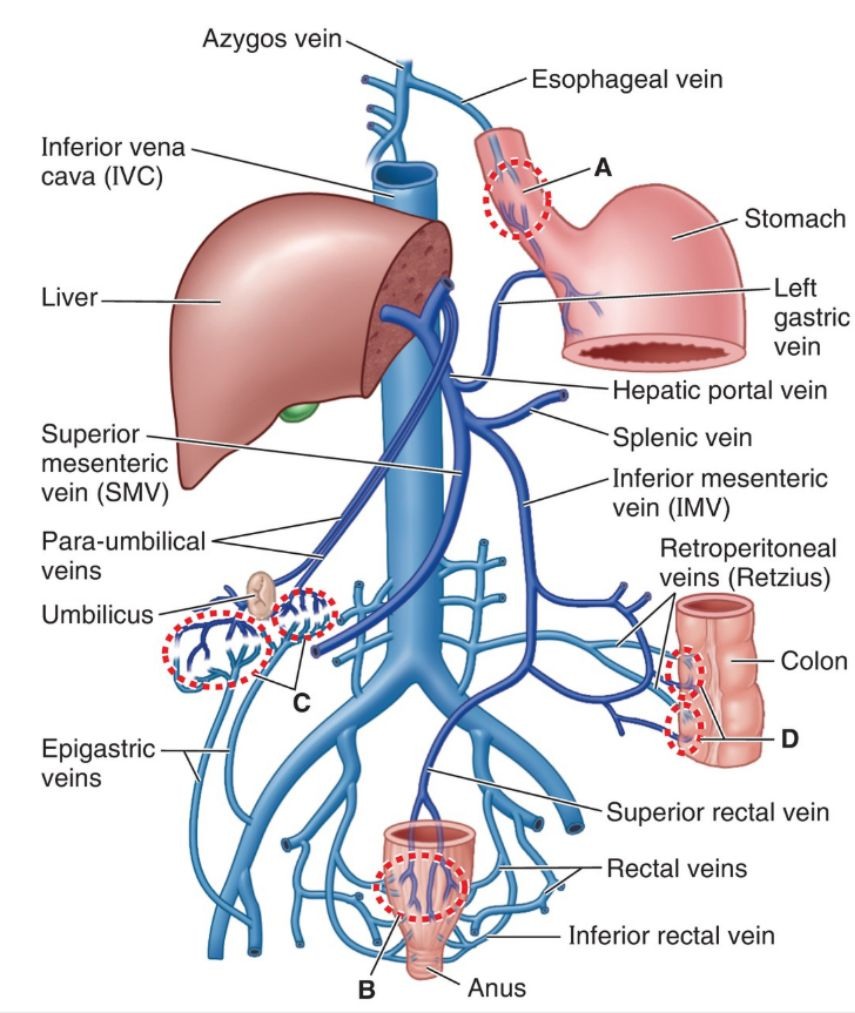 Azygos vein
Esophageal vein
Inferior vena
cava (IVC)
A
Stomach
Liver
Left
gastric
vein
Hepatic portal vein
Superior
mesenteric
vein (SMV)
Splenic vein
Inferior mesenteric
vein (IMV)
Para-umbilical
veins
Retroperitoneal
veins (Retzius)
Umbilicus
Colon
C
D
Epigastric
veins
Superior rectal vein
Rectal veins
Inferior rectal vein
B
Anus